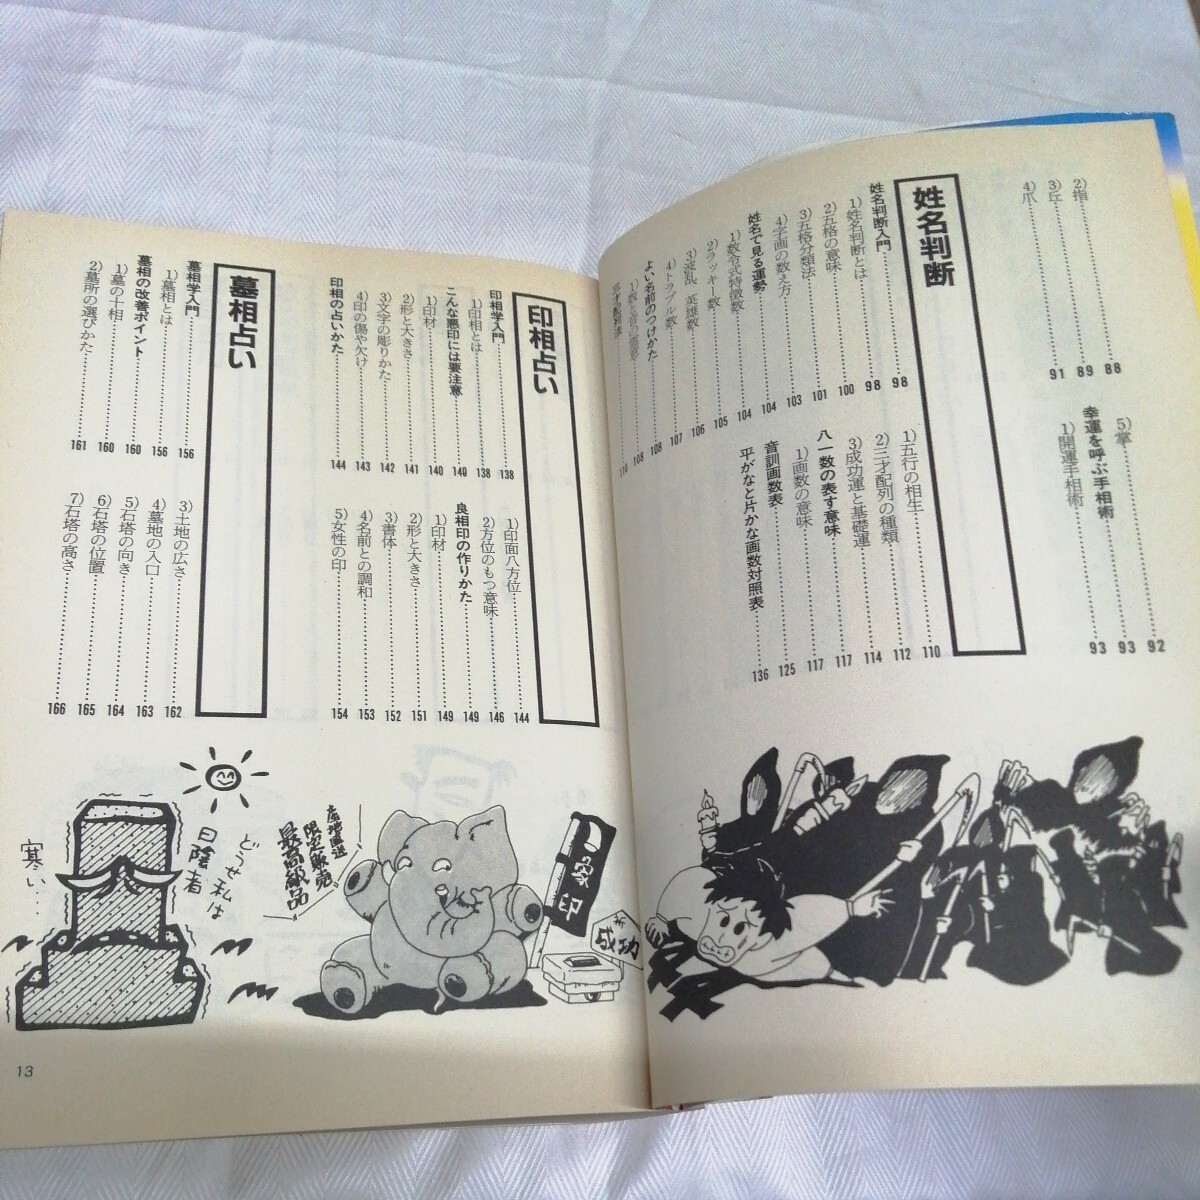 2)指……88
3)丘……89
4)爪……91
5)掌……92
幸運を呼ぶ手相術……93
1)開運手相術……93
姓名判断
姓名判断入門……98
1)姓名判断とは……98
2)五格の意味……100
3)五格分類法……101
4)字画の数え方……103
姓名で見る運勢……104
1)数令式特徴数……104
2)ラッキー数……105
3)波乱、英雄数……106
4)トラブル数……107
よい名前のつけかた……108
108
110
1)五行の相生……110
2)三才配列の種類……112
3)成功運と基礎運……114
八一数の表す意味……117
1)画数の意味……117
音訓画数表……125
平がなと片かな画数対照表……136
印相占い
印相学入門……138
1)印相とは……138
こんな悪印には要注意……140
1)印材……140
2)形と大きさ……141
3)文字の彫りかた……142
4)印の傷や欠け……143
印相の占いかた……144
1)印面八方位……144
2)方位のもつ意味……146
良相印の作りかた……149
1)印材……149
2)形と大きさ……151
3)書体……152
4)名前との調和……153
5)女性の印……154
墓相占い
墓相学入門……156
1)墓相とは……156
墓相の改善ポイント……160
1)墓の十相……160
2)墓所の選びかた……161
3)土地の広さ……162
4)墓地の入口……163
5)石塔の向き……164
6)石塔の位置……165
7)石塔の高さ……166
産地直送
限定販売
最高級品
象印
成功
どうせ私は
日陰者
寒い…
13